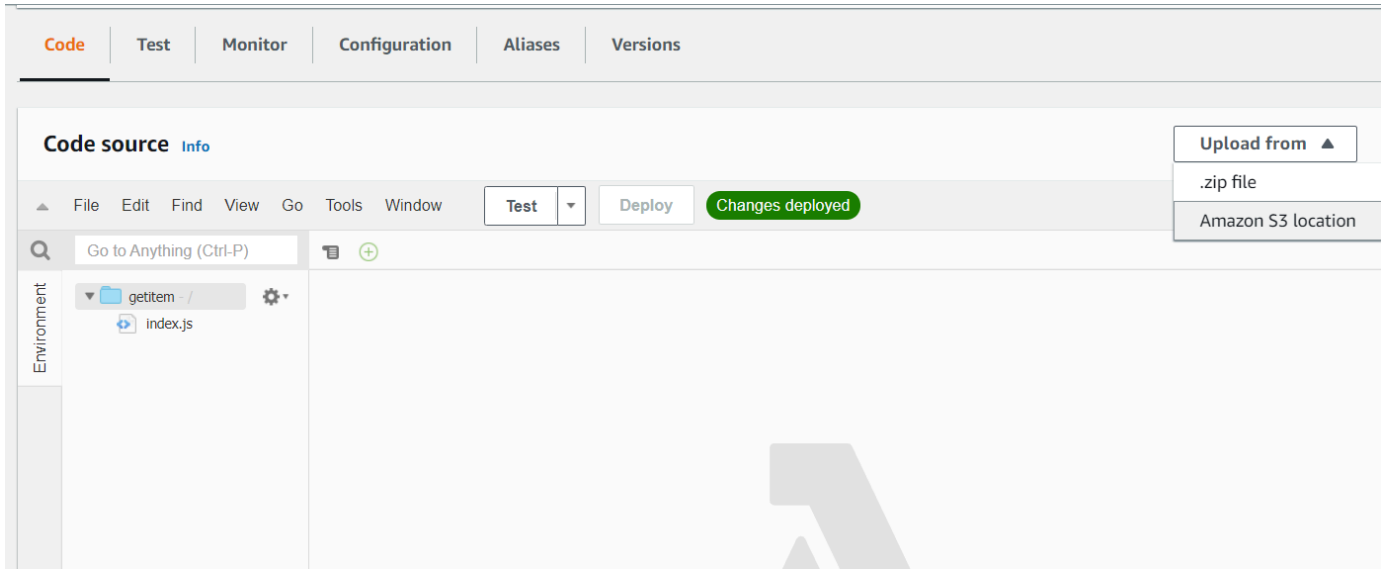 Code Test Monitor Configuration Aliases Versions
Code source Info
Upload from
.zip file
Amazon S3 location
File Edit Find View Go Tools Window Test Deploy Changes deployed
Go to Anything (Ctrl-P)
Environment
getitem - /
index.js